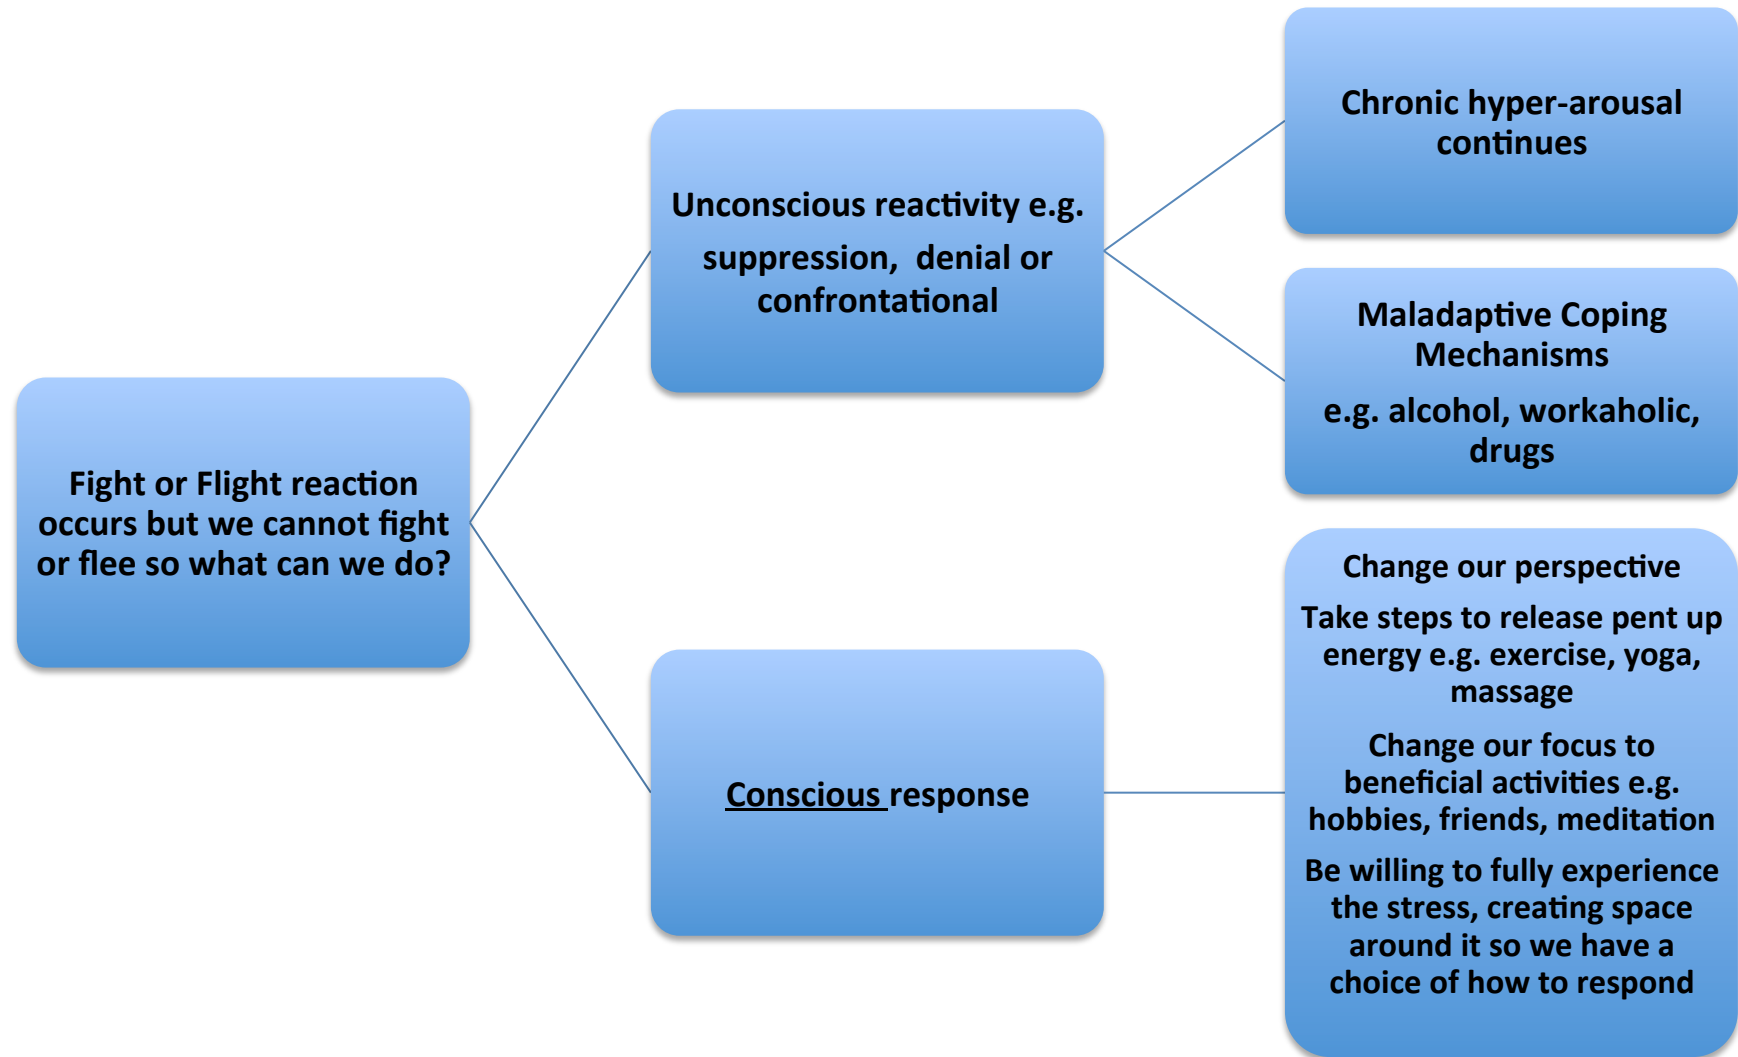 Fight or Flight reaction
occurs but we cannot fight
or flee so what can we do?
Unconscious reactivity e.g.
suppression, denial or
confrontational
Chronic hyper-arousal
continues
Maladaptive Coping
Mechanisms
e.g. alcohol, workaholic,
drugs
Conscious response
Change our perspective
Take steps to release pent up
energy e.g. exercise, yoga,
massage
Change our focus to
beneficial activities e.g.
hobbies, friends, meditation
Be willing to fully experience
the stress, creating space
around it so we have a
choice of how to respond